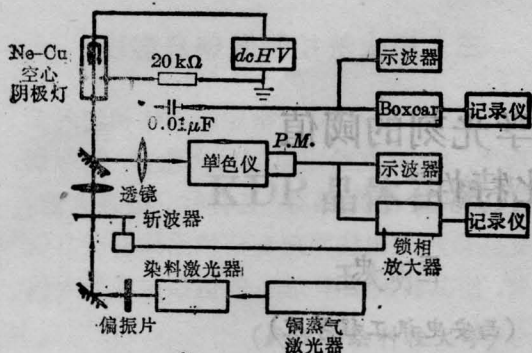 Ne-Cu
空心
阴极灯
20kΩ
dcHV
0.01μF
示波器
Boxcar
记录仪
P.M.
单色仪
示波器
透镜
斩波器
锁相
放大器
记录仪
染料激光器
偏振片
铜蒸气
激光器